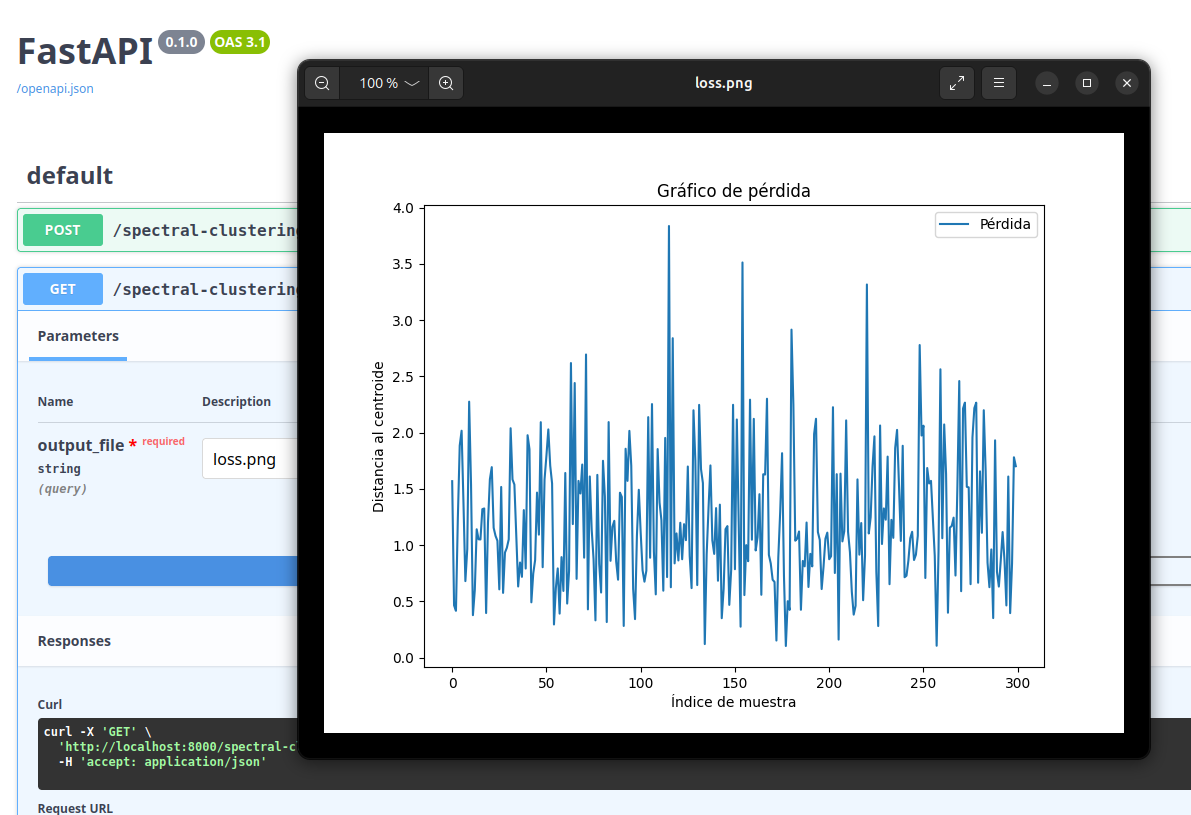 FastAPI 0.1.0 OAS 3.1
/openapi.json
default
POST /spectral-clustering
GET /spectral-clustering
Parameters
Name Description
output_file * required
string
(query)
loss.png
Responses
Curl
curl -X 'GET' \
'http://localhost:8000/spectral-cl
-H 'accept: application/json'
Request URL
100 %
loss.png
Gráfico de pérdida
Pérdida
4.0
3.5
3.0
2.5
2.0
1.5
1.0
0.5
0.0
Distancia al centroide
0 50 100 150 200 250 300
Índice de muestra